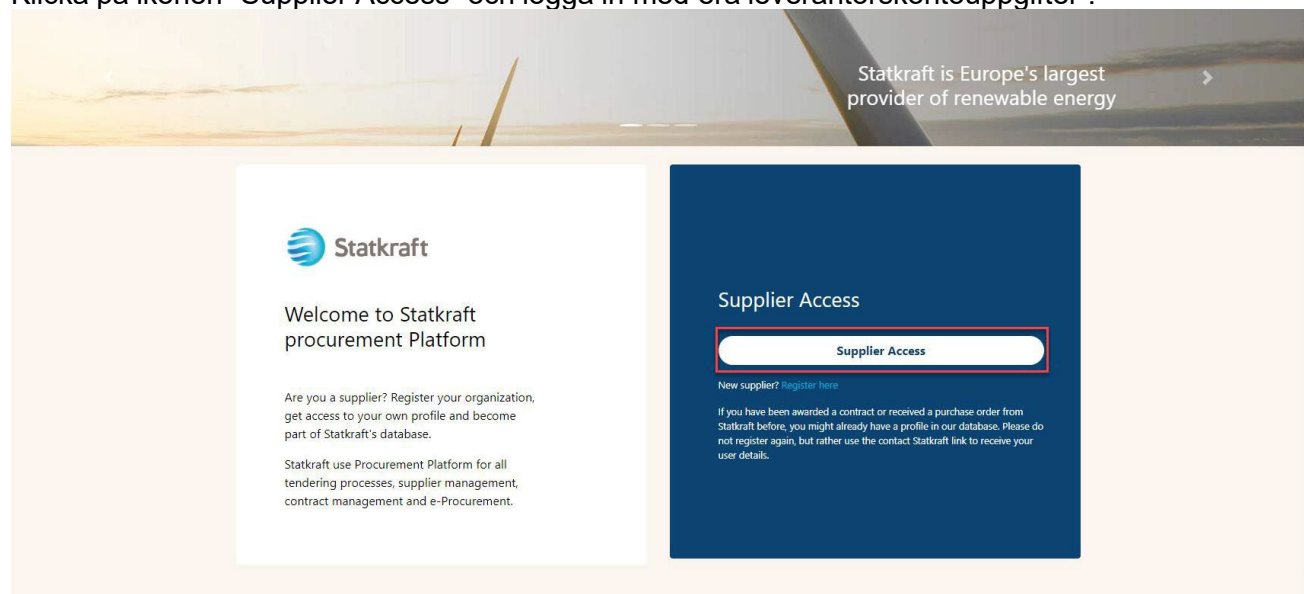 Klicka på ikonen "Supplier Access" och logga in med era leverantörskontouppgifter .
Statkraft is Europe's largest
provider of renewable energy
Statkraft
Welcome to Statkraft
procurement Platform
Are you a supplier? Register your organization,
get access to your own profile and become
part of Statkraft's database.
Statkraft use Procurement Platform for all
tendering processes, supplier management,
contract management and e-Procurement.
Supplier Access
Supplier Access
New supplier? Register here
If you have been awarded a contract or received a purchase order from
Statkraft before, you might already have a profile in our database. Please do
not register again, but rather use the contact Statkraft link to receive your
user details.